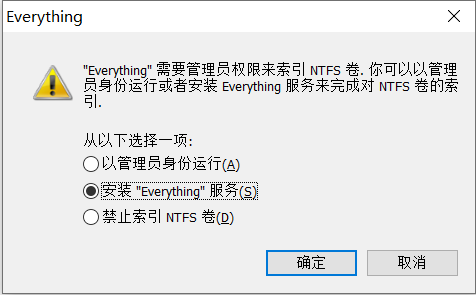 Everything
"Everything" 需要管理员权限来索引 NTFS 卷. 你可以以管理
员身份运行或者安装 Everything 服务来完成对 NTFS 卷的索
引.
从以下选择一项:
以管理员身份运行(A)
安装 "Everything" 服务(S)
禁止索引 NTFS 卷(D)
确定 取消